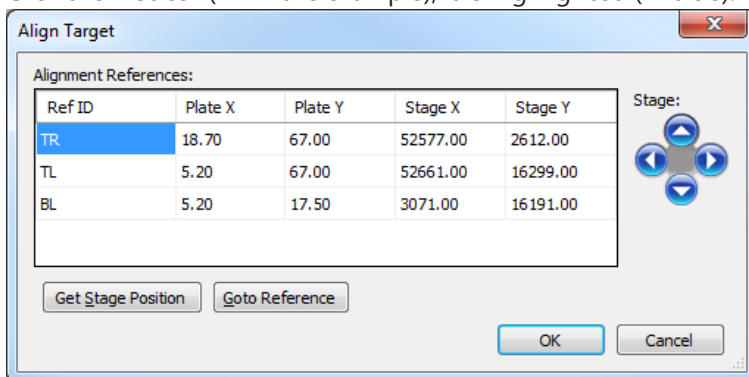 Align Target
Alignment References:
Ref ID Plate X Plate Y Stage X Stage Y
TR 18.70 67.00 52577.00 2612.00
TL 5.20 67.00 52661.00 16299.00
BL 5.20 17.50 3071.00 16191.00
Stage:
Get Stage Position Goto Reference
OK Cancel